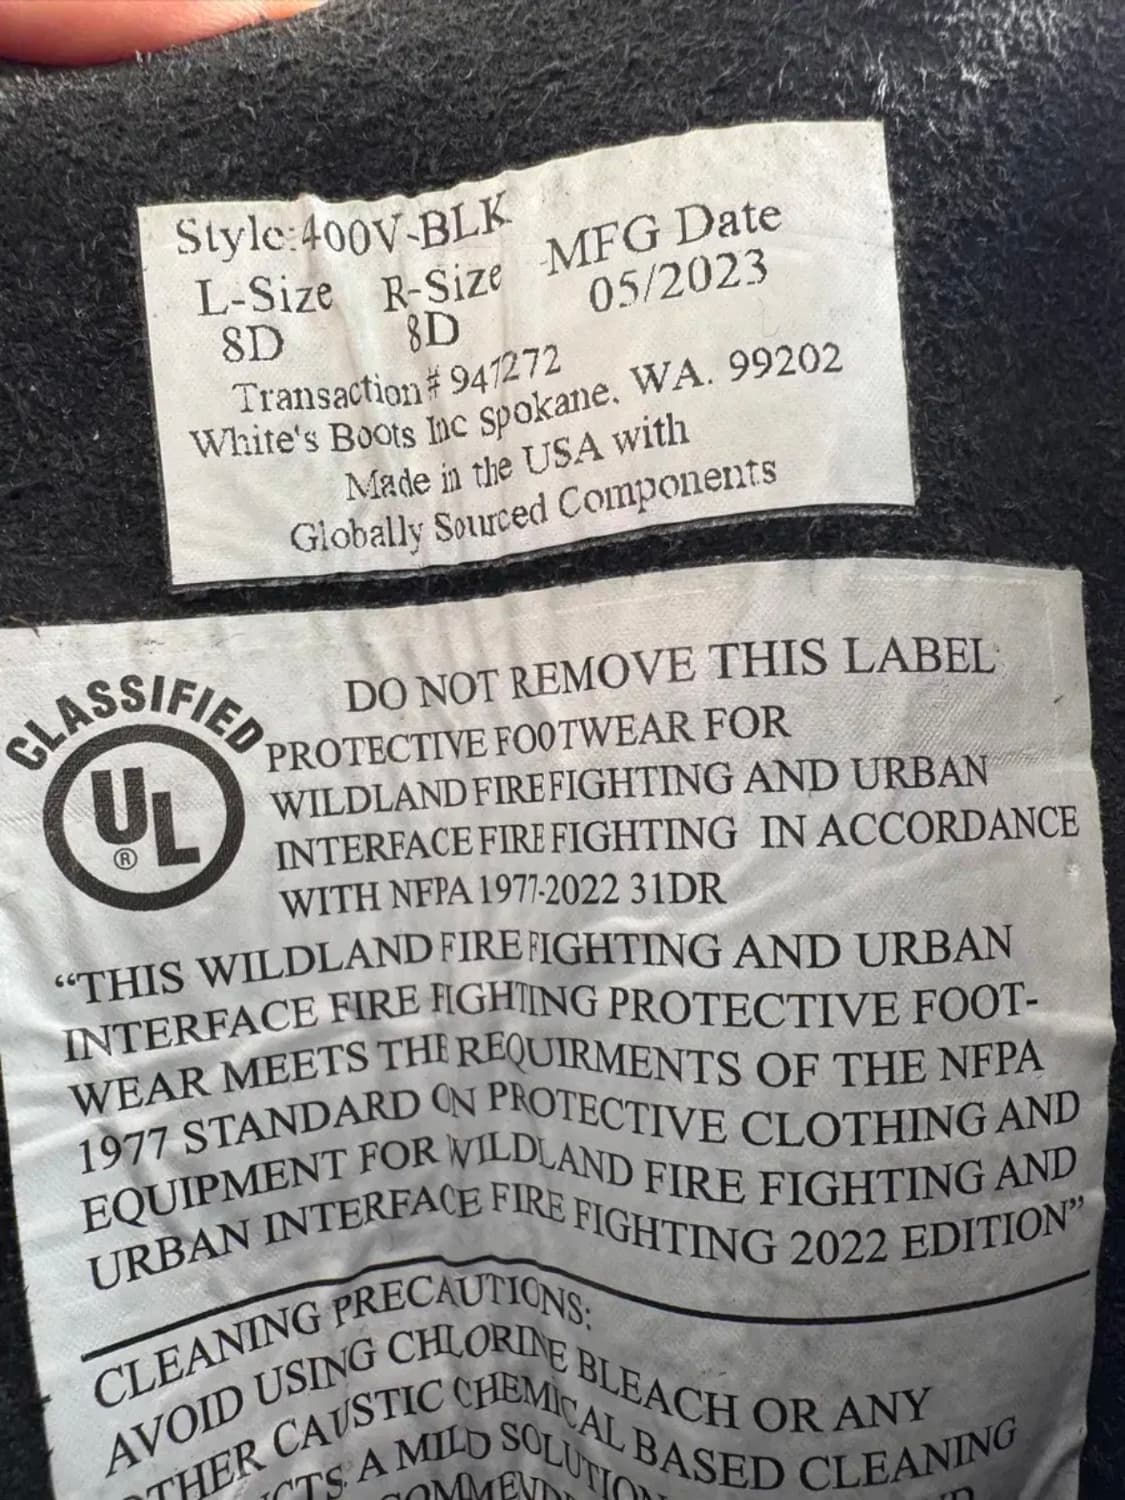 Style:400V-BLK
MFG Date
L-Size R-Size
05/2023
8D 8D
Transaction# 947272
White's Boots Inc Spokane, WA. 99202
Made in the USA with
Globally Sourced Components
CLASSIFIED
UL
®
DO NOT REMOVE THIS LABEL
PROTECTIVE FOOTWEAR FOR
WILDLAND FIREFIGHTING AND URBAN
INTERFACE FIREFIGHTING IN ACCORDANCE
WITH NFPA 1977-2022 31DR
“THIS WILDLAND FIRE FIGHTING AND URBAN
INTERFACE FIRE FIGHTING PROTECTIVE FOOT-
WEAR MEETS THE REQUIRMENTS OF THE NFPA
1977 STANDARD ON PROTECTIVE CLOTHING AND
EQUIPMENT FOR WILDLAND FIRE FIGHTING AND
URBAN INTERFACE FIRE FIGHTING 2022 EDITION”
CLEANING PRECAUTIONS:
AVOID USING CHLORINE BLEACH OR ANY
OTHER CAUSTIC CHEMICAL BASED CLEANING
A MILD